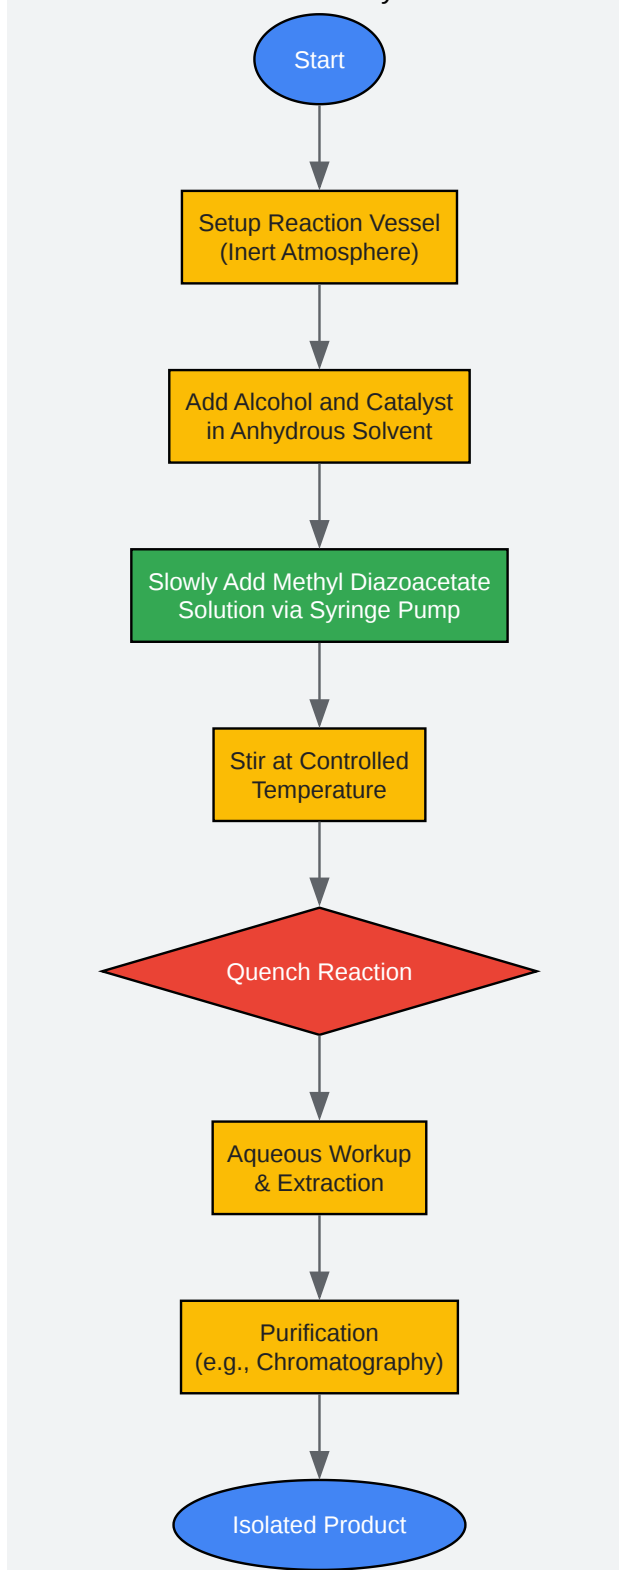 Start
Setup Reaction Vessel
(Inert Atmosphere)
Add Alcohol and Catalyst
in Anhydrous Solvent
Slowly Add Methyl Diazoacetate
Solution via Syringe Pump
Stir at Controlled
Temperature
Quench Reaction
Aqueous Workup
& Extraction
Purification
(e.g., Chromatography)
Isolated Product